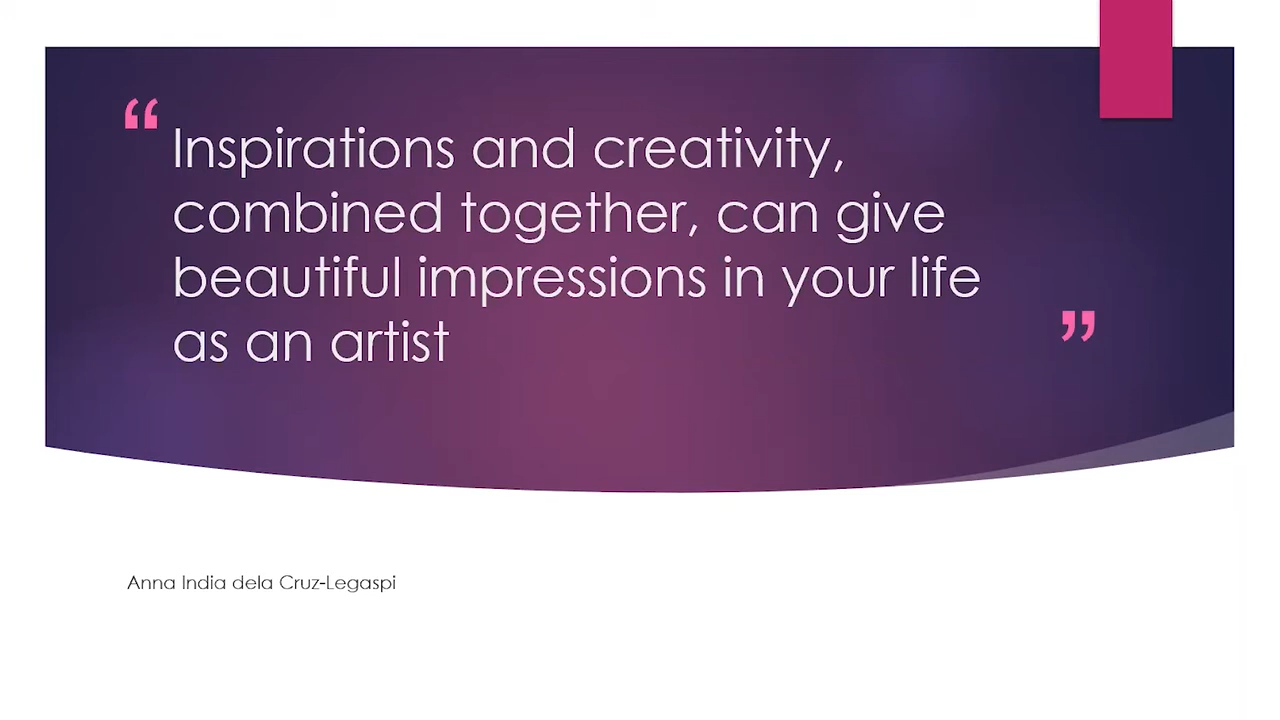 “Inspirations and creativity,
combined together, can give
beautiful impressions in your life
as an artist”
Anna India dela Cruz-Legaspi